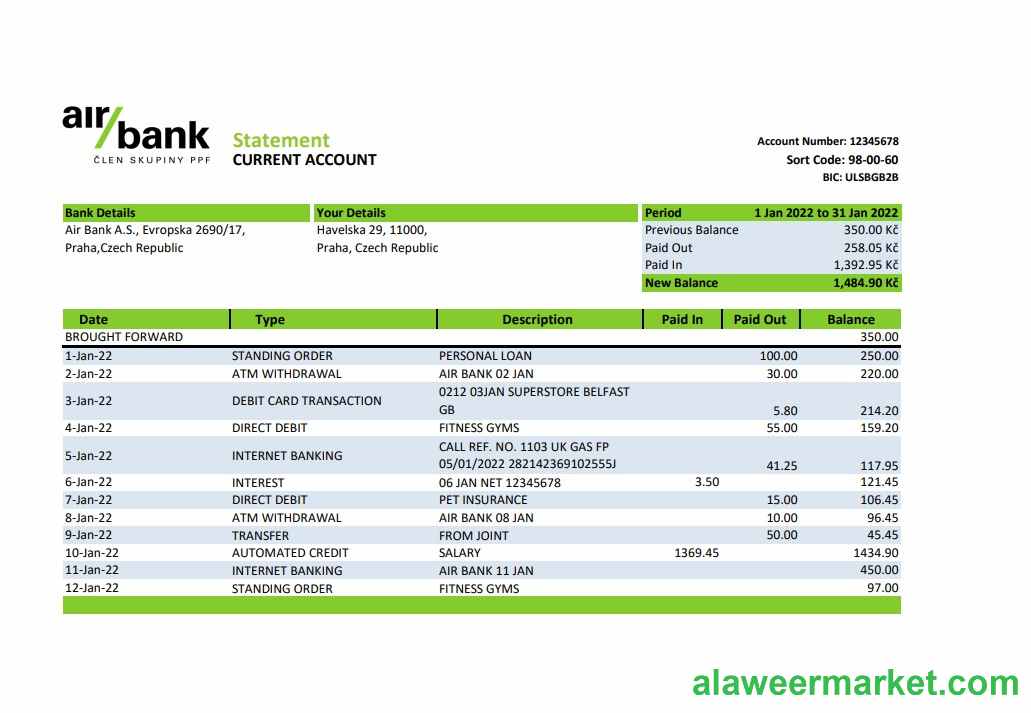 air/bank
ČLEN SKUPINY PPF
Statement
CURRENT ACCOUNT
Account Number: 12345678
Sort Code: 98-00-60
BIC: ULSBGB2B
Bank Details
Air Bank A.S., Evropska 2690/17,
Praha,Czech Republic
Your Details
Havelska 29, 11000,
Praha, Czech Republic
Period 1 Jan 2022 to 31 Jan 2022
Previous Balance 350.00 Kč
Paid Out 258.05 Kč
Paid In 1,392.95 Kč
New Balance 1,484.90 Kč
Date Type Description Paid In Paid Out Balance
BROUGHT FORWARD 350.00
1-Jan-22 STANDING ORDER PERSONAL LOAN 100.00 250.00
2-Jan-22 ATM WITHDRAWAL AIR BANK 02 JAN 30.00 220.00
3-Jan-22 DEBIT CARD TRANSACTION 0212 03JAN SUPERSTORE BELFAST
GB 5.80 214.20
4-Jan-22 DIRECT DEBIT FITNESS GYMS 55.00 159.20
5-Jan-22 INTERNET BANKING CALL REF. NO. 1103 UK GAS FP
05/01/2022 282142369102555J 41.25 117.95
6-Jan-22 INTEREST 06 JAN NET 12345678 3.50 121.45
7-Jan-22 DIRECT DEBIT PET INSURANCE 15.00 106.45
8-Jan-22 ATM WITHDRAWAL AIR BANK 08 JAN 10.00 96.45
9-Jan-22 TRANSFER FROM JOINT 50.00 45.45
10-Jan-22 AUTOMATED CREDIT SALARY 1369.45 1434.90
11-Jan-22 INTERNET BANKING AIR BANK 11 JAN 450.00
12-Jan-22 STANDING ORDER FITNESS GYMS 97.00
alaweermarket.com